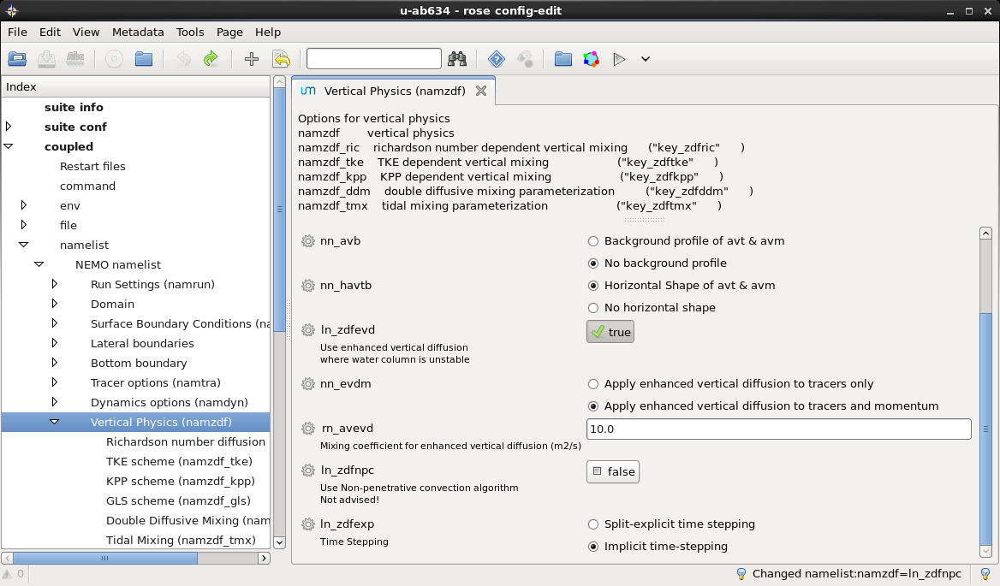 u-ab634 - rose config-edit
File Edit View Metadata Tools Page Help
Index
suite info
suite conf
coupled
Restart files
command
env
file
namelist
NEMO namelist
Run Settings (namrun)
Domain
Surface Boundary Conditions (na
Lateral boundaries
Bottom boundary
Tracer options (namtra)
Dynamics options (namdyn)
Vertical Physics (namzdf)
Richardson number diffusion
TKE scheme (namzdf_tke)
KPP scheme (namzdf_kpp)
GLS scheme (namzdf_gls)
Double Diffusive Mixing (nam
Tidal Mixing (namzdf_tmx)
0
um Vertical Physics (namzdf)
Options for vertical physics
namzdf vertical physics
namzdf_ric richardson number dependent vertical mixing ("key_zdfric" )
namzdf_tke TKE dependent vertical mixing ("key_zdftke" )
namzdf_kpp KPP dependent vertical mixing ("key_zdfkpp" )
namzdf_ddm double diffusive mixing parameterization ("key_zdfddm" )
namzdf_tmx tidal mixing parameterization ("key_zdftmx" )
nn_avb Background profile of avt & avm
No background profile
nn_havtb Horizontal Shape of avt & avm
No horizontal shape
ln_zdfevd true
Use enhanced vertical diffusion
where water column is unstable
nn_evdm Apply enhanced vertical diffusion to tracers only
Apply enhanced vertical diffusion to tracers and momentum
rn_avevd 10.0
Mixing coefficient for enhanced vertical diffusion (m2/s)
ln_zdfnpc false
Use Non-penetrative convection algorithm
Not advised!
ln_zdfexp Split-explicit time stepping
Time Stepping
Implicit time-stepping
Changed namelist:namzdf=ln_zdfnpc